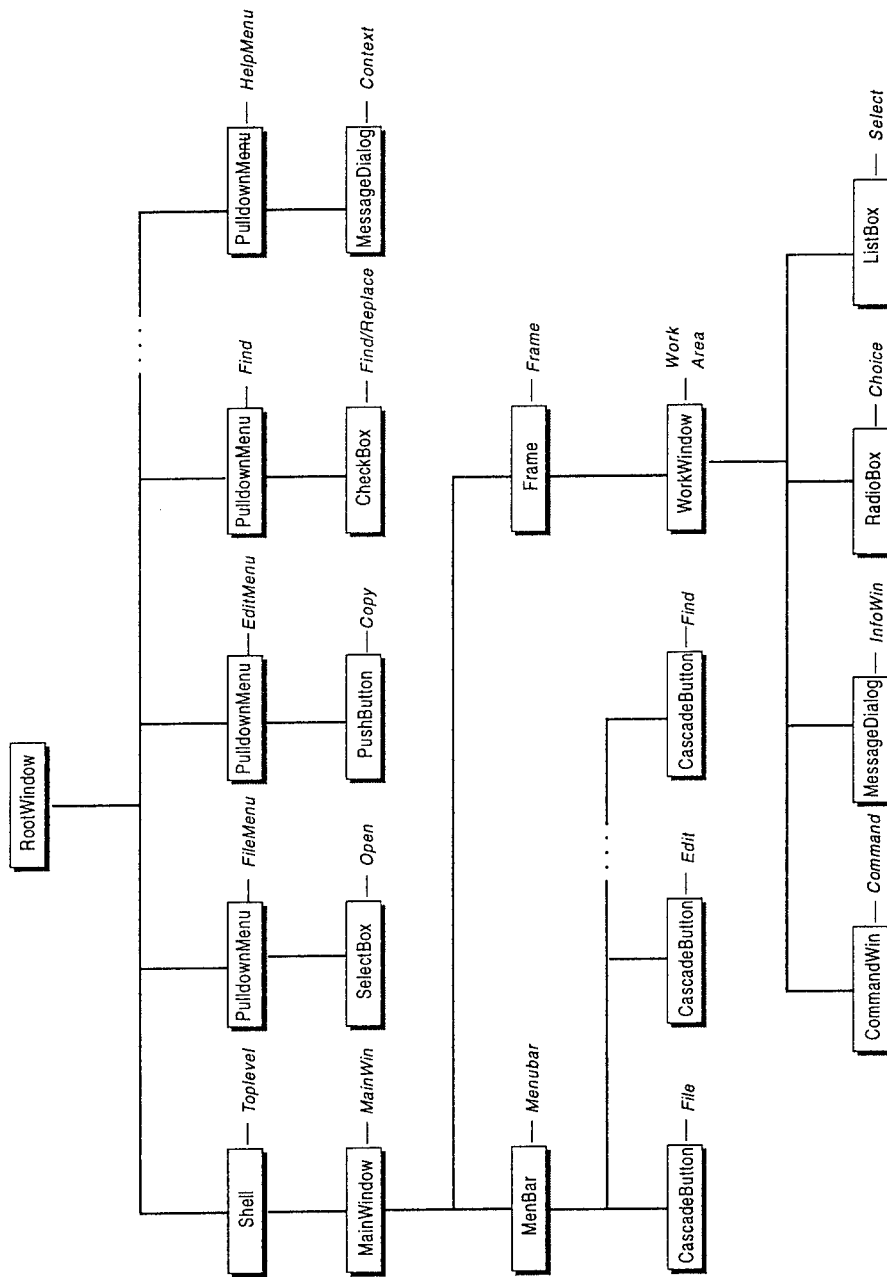 RootWindow
Shell — Toplevel
PulldownMenu — FileMenu
PulldownMenu — EditMenu
PulldownMenu — Find
. . .
PulldownMenu — HelpMenu
MainWindow — MainWin
SelectBox — Open
PushButton — Copy
CheckBox — Find/Replace
MessageDialog — Context
MenBar — Menubar
Frame — Frame
CascadeButton — File
CascadeButton — Edit
. . . .
CascadeButton — Find
WorkWindow — Work
Area
CommandWin — Command
MessageDialog — InfoWin
RadioBox — Choice
ListBox — Select